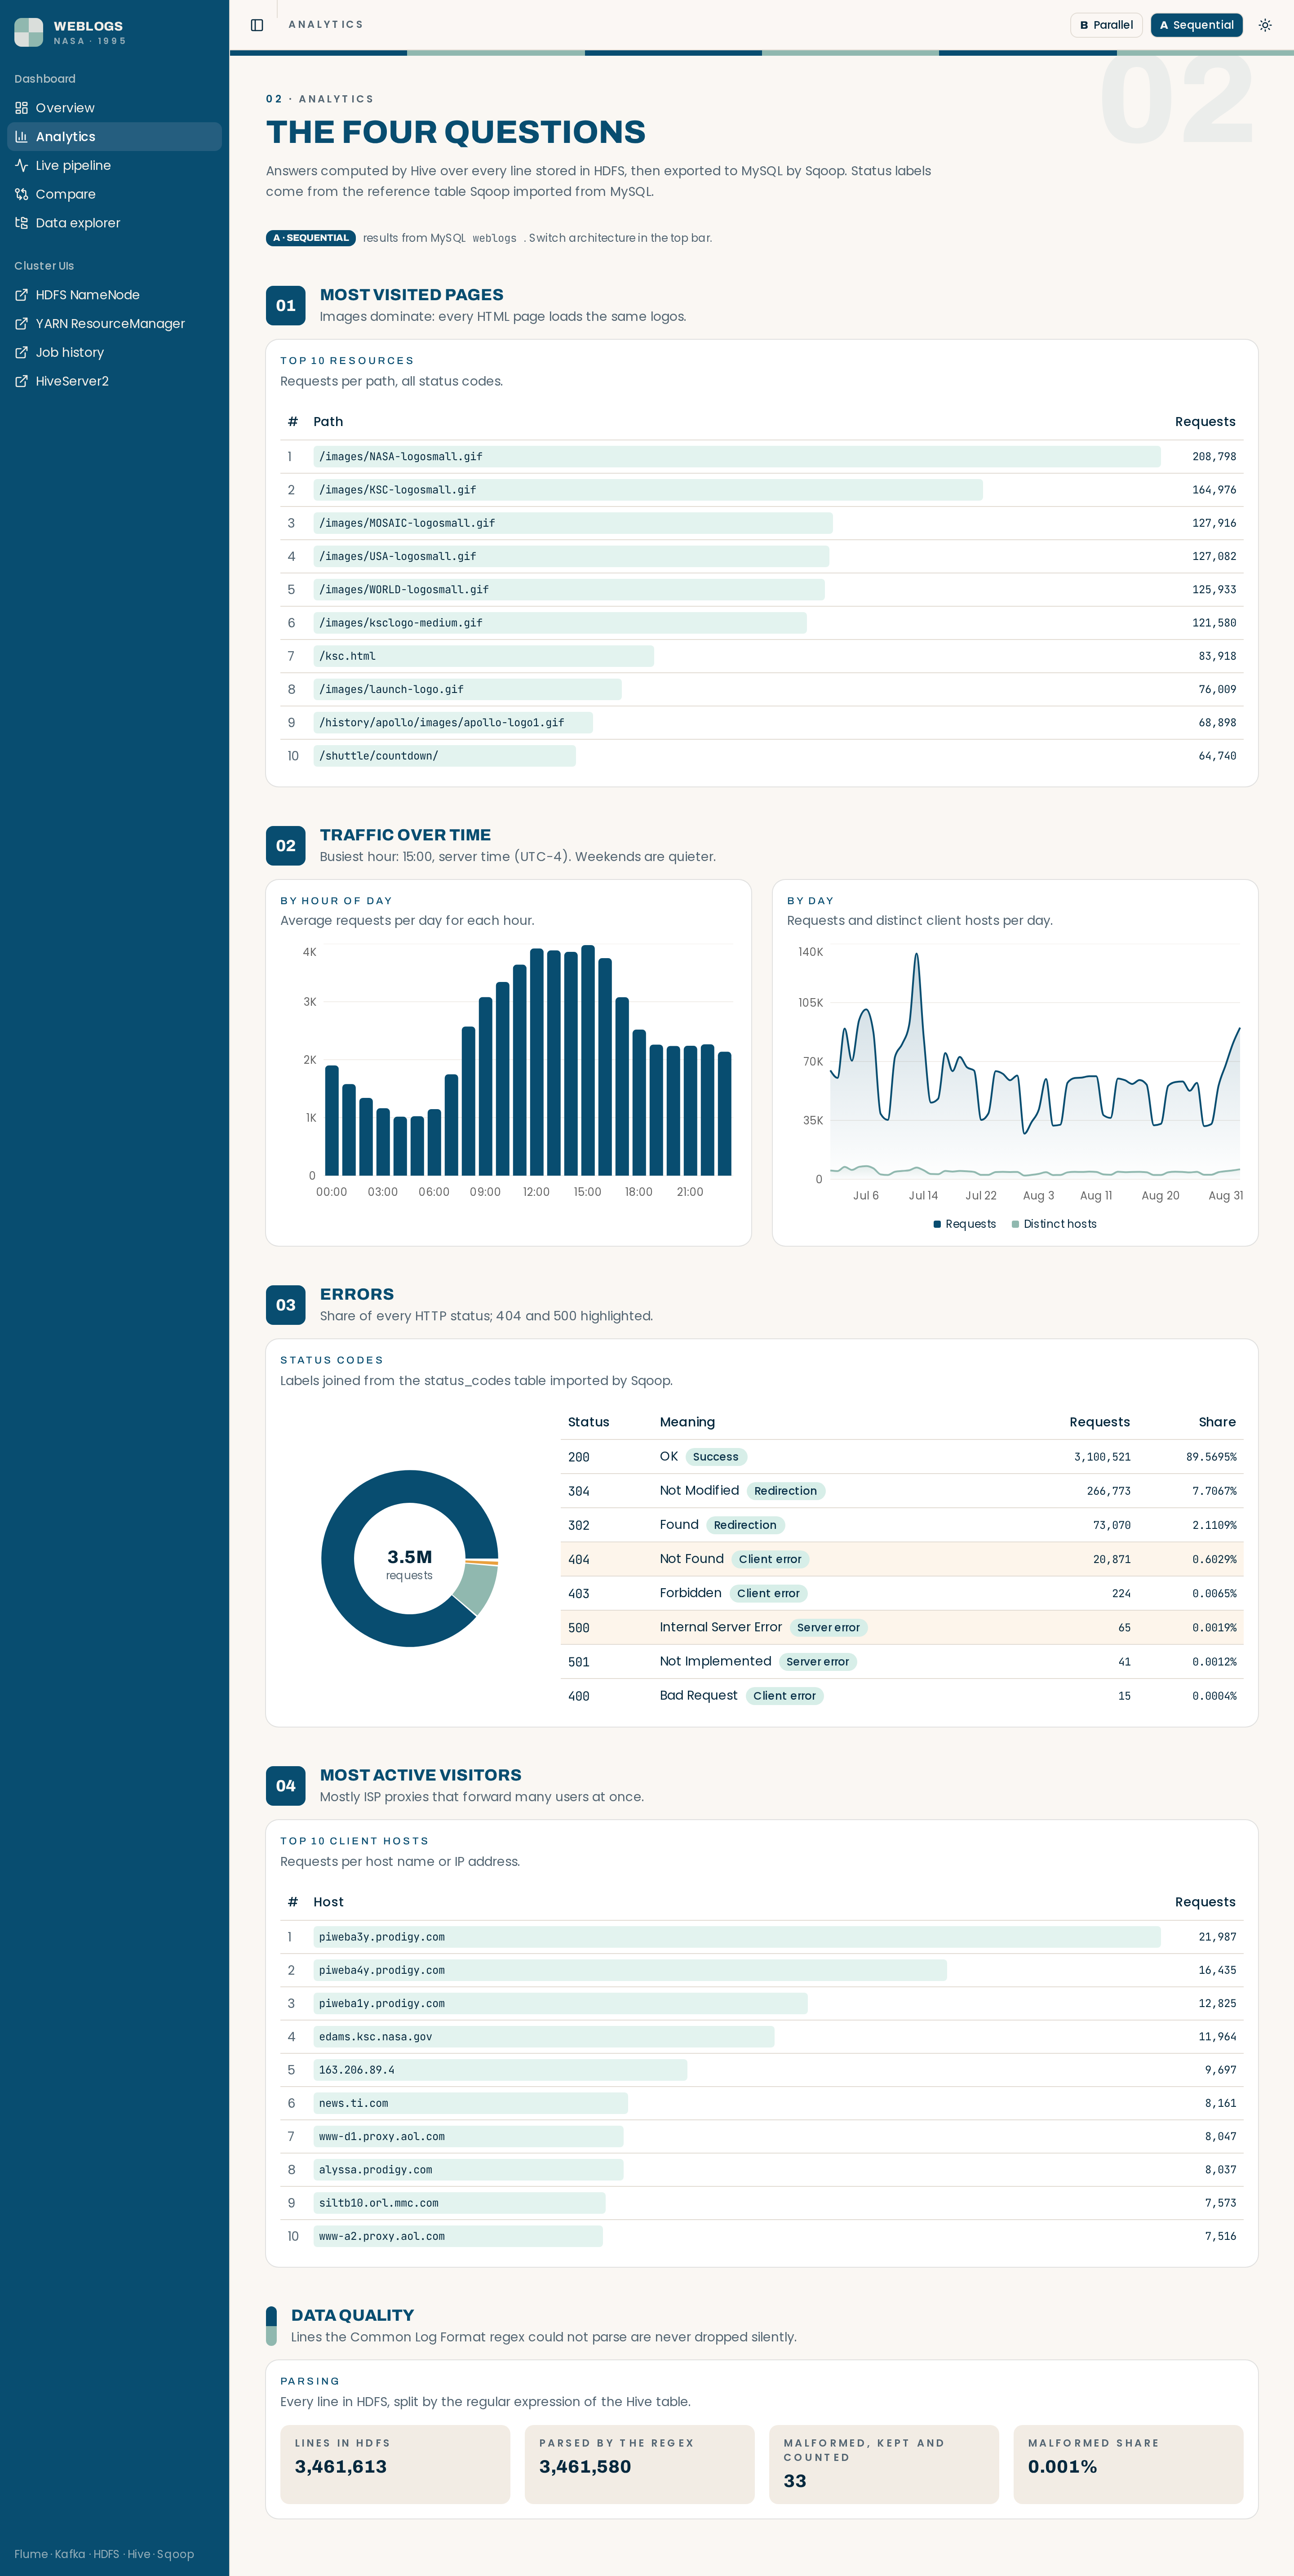 WEBLOGS
NASA · 1995
Dashboard
Overview
Analytics
Live pipeline
Compare
Data explorer
Cluster UIs
HDFS NameNode
YARN ResourceManager
Job history
HiveServer2
Flume · Kafka · HDFS · Hive · Sqoop
ANALYTICS
B Parallel
A Sequential
02
02 · ANALYTICS
THE FOUR QUESTIONS
Answers computed by Hive over every line stored in HDFS, then exported to MySQL by Sqoop. Status labels
come from the reference table Sqoop imported from MySQL.
A · SEQUENTIAL results from MySQL weblogs . Switch architecture in the top bar.
01
MOST VISITED PAGES
Images dominate: every HTML page loads the same logos.
TOP 10 RESOURCES
Requests per path, all status codes.
# Path Requests
1 /images/NASA-logosmall.gif 208,798
2 /images/KSC-logosmall.gif 164,976
3 /images/MOSAIC-logosmall.gif 127,916
4 /images/USA-logosmall.gif 127,082
5 /images/WORLD-logosmall.gif 125,933
6 /images/ksclogo-medium.gif 121,580
7 /ksc.html 83,918
8 /images/launch-logo.gif 76,009
9 /history/apollo/images/apollo-logo1.gif 68,898
10 /shuttle/countdown/ 64,740
02
TRAFFIC OVER TIME
Busiest hour: 15:00, server time (UTC-4). Weekends are quieter.
BY HOUR OF DAY
Average requests per day for each hour.
4K
3K
2K
1K
0
00:00 03:00 06:00 09:00 12:00 15:00 18:00 21:00
BY DAY
Requests and distinct client hosts per day.
140K
105K
70K
35K
0
Jul 6 Jul 14 Jul 22 Aug 3 Aug 11 Aug 20 Aug 31
Requests Distinct hosts
03
ERRORS
Share of every HTTP status; 404 and 500 highlighted.
STATUS CODES
Labels joined from the status_codes table imported by Sqoop.
3.5M
requests
Status Meaning Requests Share
200 OK Success 3,100,521 89.5695%
304 Not Modified Redirection 266,773 7.7067%
302 Found Redirection 73,070 2.1109%
404 Not Found Client error 20,871 0.6029%
403 Forbidden Client error 224 0.0065%
500 Internal Server Error Server error 65 0.0019%
501 Not Implemented Server error 41 0.0012%
400 Bad Request Client error 15 0.0004%
04
MOST ACTIVE VISITORS
Mostly ISP proxies that forward many users at once.
TOP 10 CLIENT HOSTS
Requests per host name or IP address.
# Host Requests
1 piweba3y.prodigy.com 21,987
2 piweba4y.prodigy.com 16,435
3 piweba1y.prodigy.com 12,825
4 edams.ksc.nasa.gov 11,964
5 163.206.89.4 9,697
6 news.ti.com 8,161
7 www-d1.proxy.aol.com 8,047
8 alyssa.prodigy.com 8,037
9 siltb10.orl.mmc.com 7,573
10 www-a2.proxy.aol.com 7,516
DATA QUALITY
Lines the Common Log Format regex could not parse are never dropped silently.
PARSING
Every line in HDFS, split by the regular expression of the Hive table.
LINES IN HDFS
3,461,613
PARSED BY THE REGEX
3,461,580
MALFORMED, KEPT AND
COUNTED
33
MALFORMED SHARE
0.001%